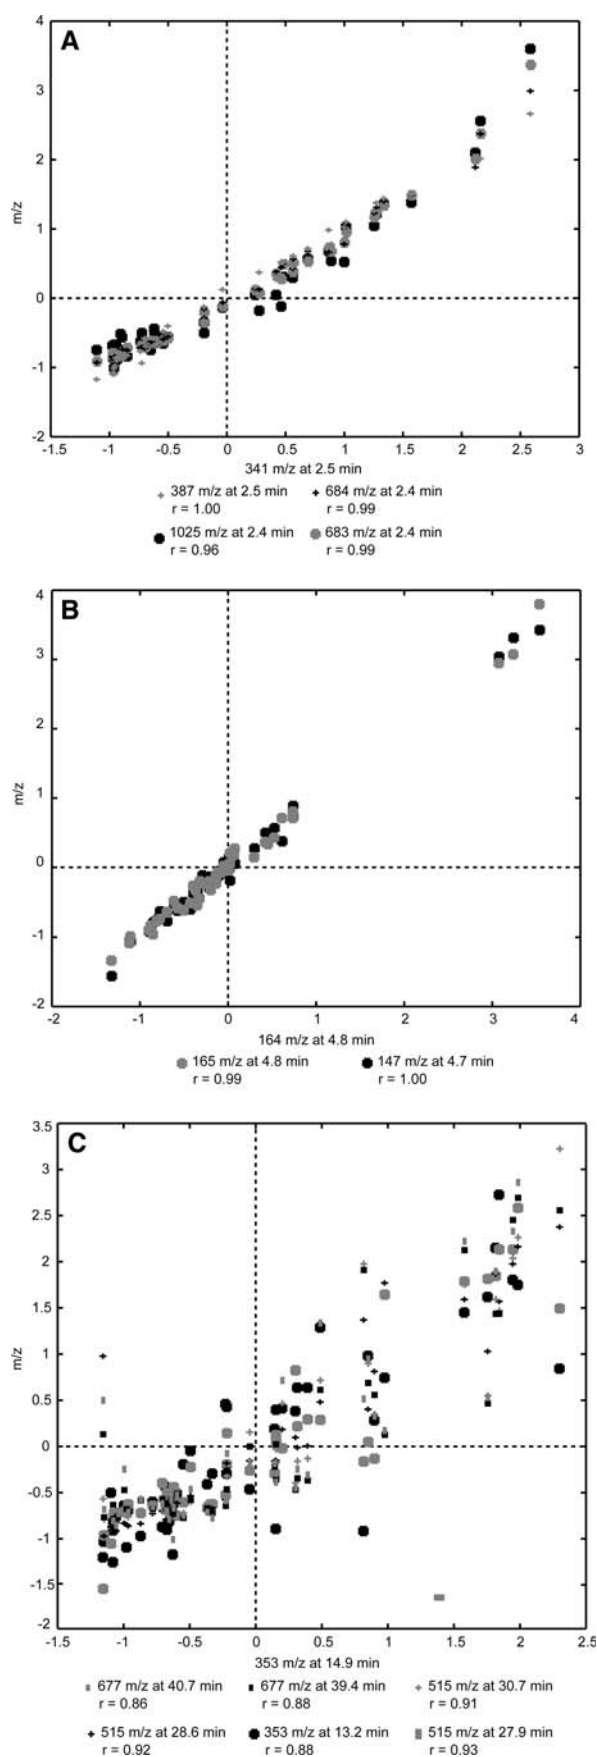 A
4
3
2
1
0
-1
-2
m/z
-1.5 -1 -0.5 0 0.5 1 1.5 2 2.5 3
341 m/z at 2.5 min
387 m/z at 2.5 min 684 m/z at 2.4 min
r = 1.00 r = 0.99
1025 m/z at 2.4 min 683 m/z at 2.4 min
r = 0.96 r = 0.99
B
4
3
2
1
0
-1
-2
m/z
-2 -1 0 1 2 3 4
164 m/z at 4.8 min
165 m/z at 4.8 min 147 m/z at 4.7 min
r = 0.99 r = 1.00
C
3.5
3
2.5
2
1.5
1
0.5
0
-0.5
-1
-1.5
-2
m/z
-1.5 -1 -0.5 0 0.5 1 1.5 2 2.5
353 m/z at 14.9 min
677 m/z at 40.7 min 677 m/z at 39.4 min 515 m/z at 30.7 min
r = 0.86 r = 0.88 r = 0.91
515 m/z at 28.6 min 353 m/z at 13.2 min 515 m/z at 27.9 min
r = 0.92 r = 0.88 r = 0.93